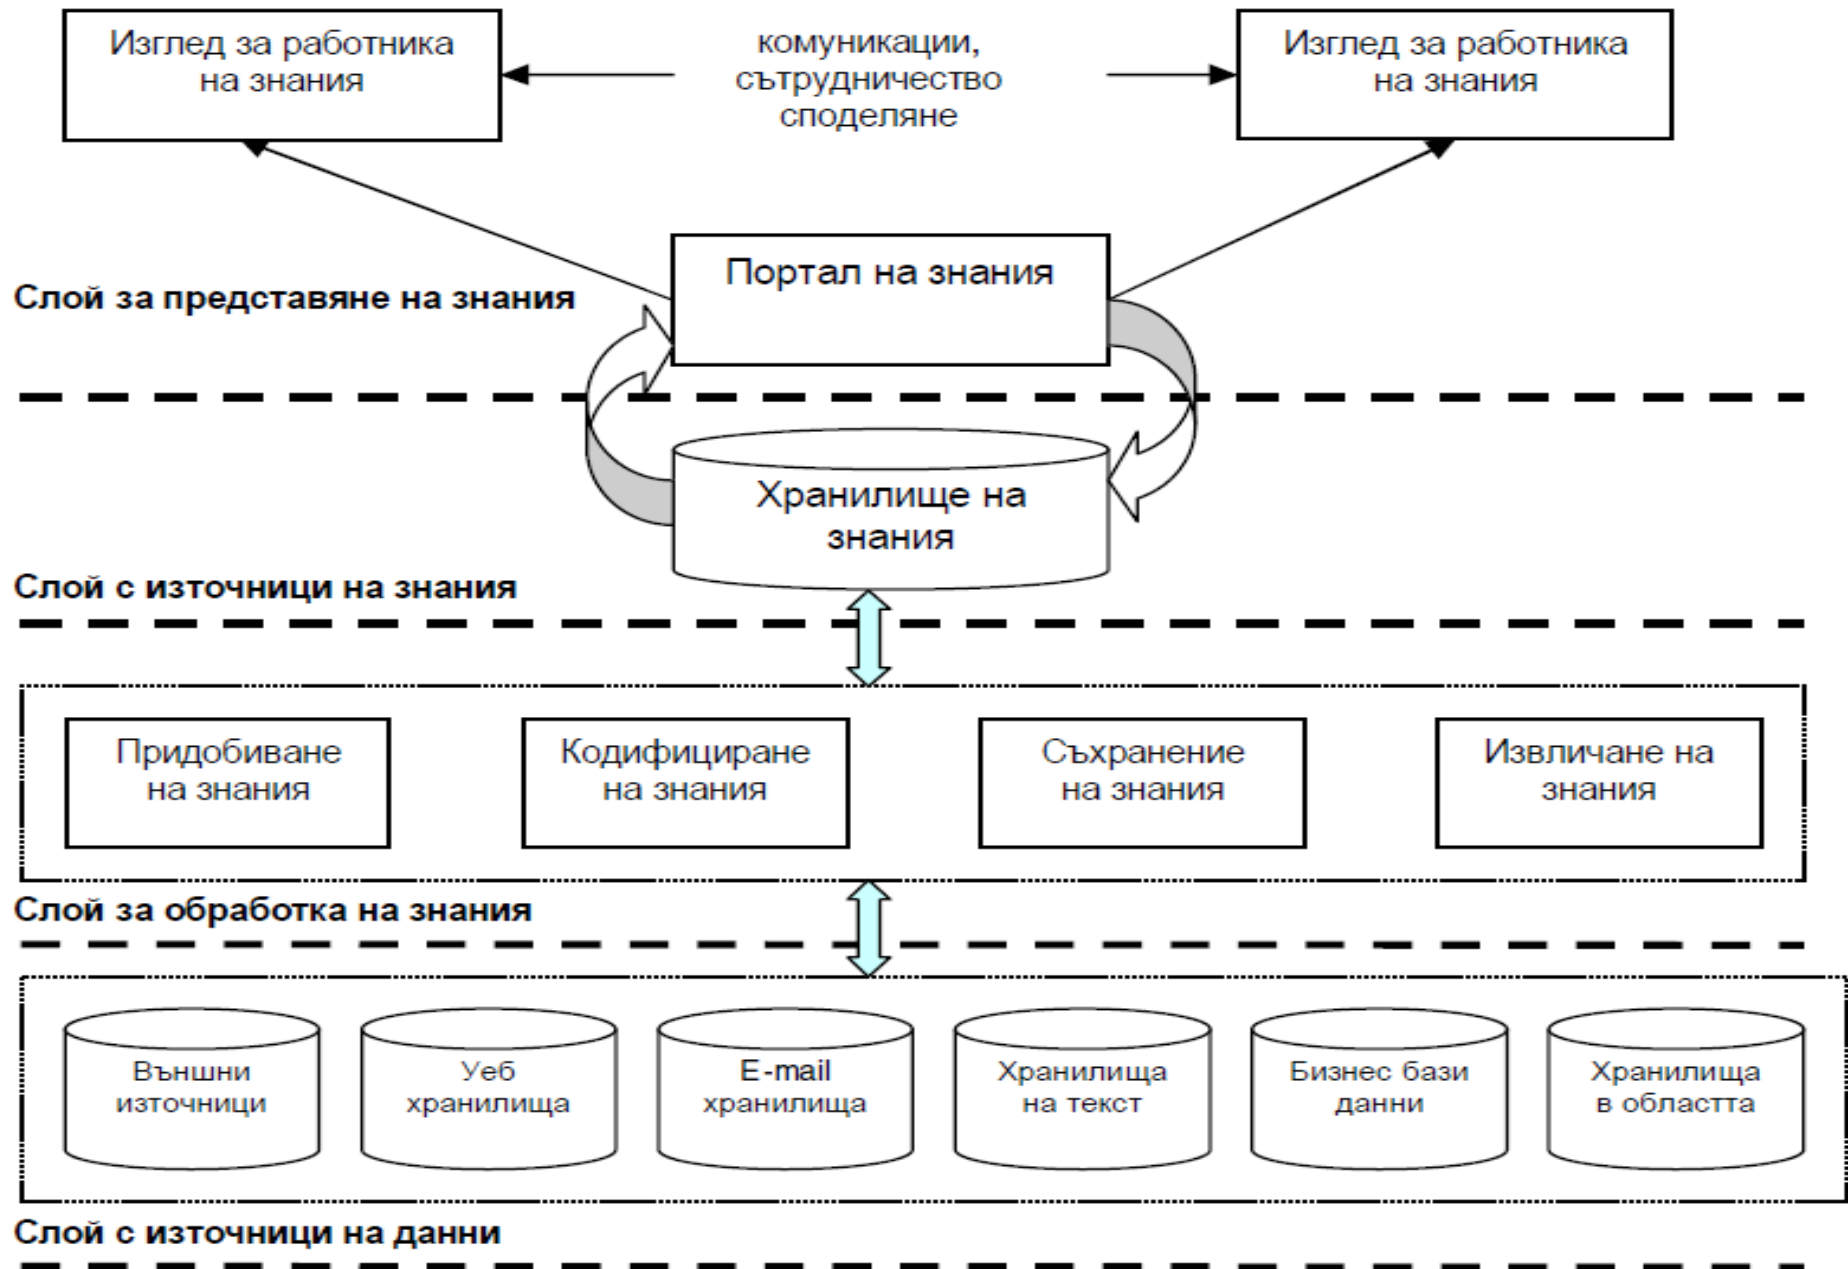 Изглед за работника
на знания
комуникации,
сътрудничество
споделяне
Изглед за работника
на знания
Портал на знания
Слой за представяне на знания
Хранилище на
знания
Слой с източници на знания
Придобиване
на знания
Кодифициране
на знания
Съхранение
на знания
Извличане на
знания
Слой за обработка на знания
Външни
източници
Уеб
хранилища
E-mail
хранилища
Хранилища
на текст
Бизнес бази
данни
Хранилища
в областта
Слой с източници на данни